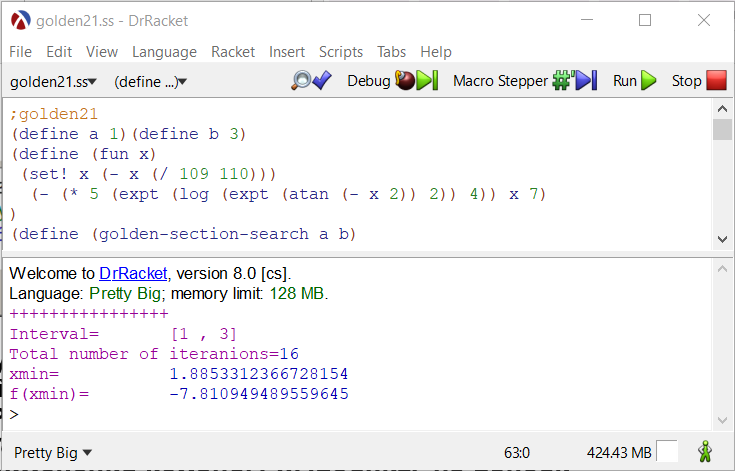 golden21.ss - DrRacket
File Edit View Language Racket Insert Scripts Tabs Help
golden21.ss▾ (define ...)▾ Debug Macro Stepper #' Run Stop
;golden21
(define a 1)(define b 3)
(define (fun x)
(set! x (- x (/ 109 110)))
(- (* 5 (expt (log (expt (atan (- x 2)) 2)) 4)) x 7)
)
(define (golden-section-search a b)
Welcome to DrRacket, version 8.0 [cs].
Language: Pretty Big; memory limit: 128 MB.
++++++++++++++++
Interval= [1 , 3]
Total number of iteranions=16
xmin= 1.8853312366728154
f(xmin)= -7.810949489559645
>
Pretty Big▾ 63:0 424.43 MB